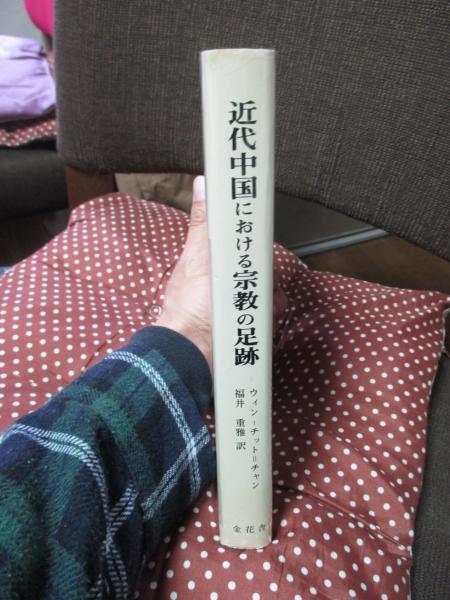 近代中国における宗教の足跡
ウィン=チット=チャン
福井 重雅 訳
金花舎